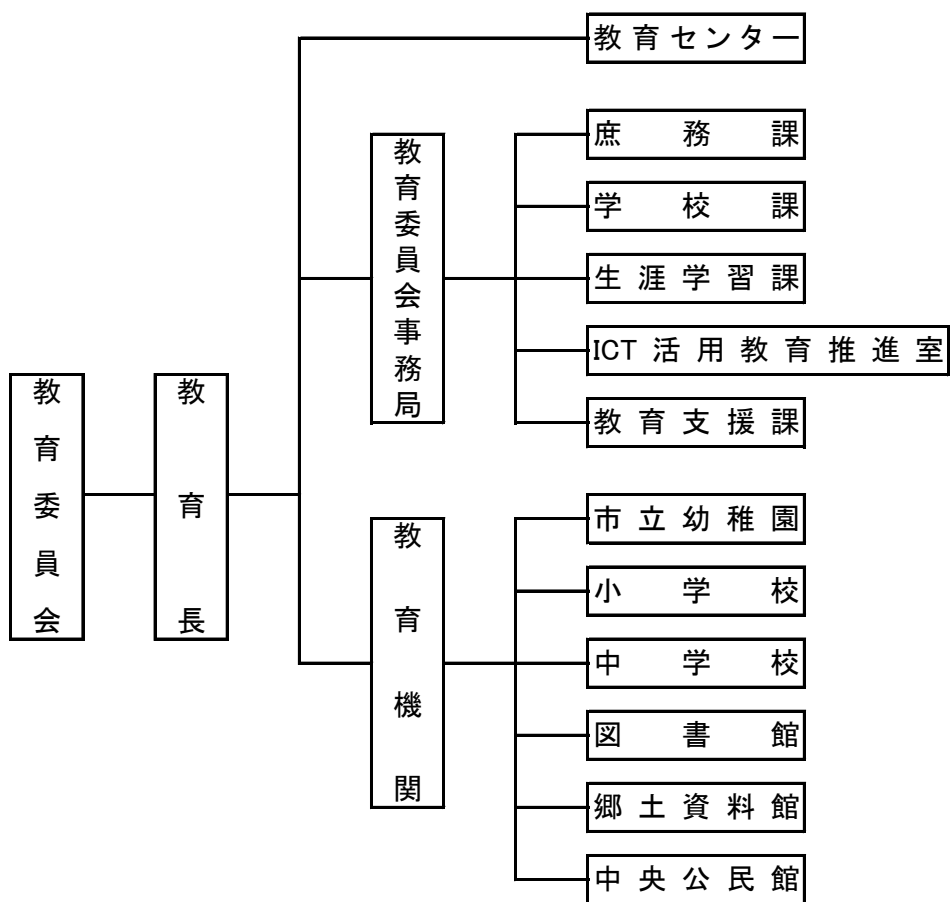 教育センター
教育委員会事務局
庶務課
学校課
生涯学習課
ICT活用教育推進室
教育支援課
教育委員会
教育長
教育機関
市立幼稚園
小学校
中学校
図書館
郷土資料館
中央公民館